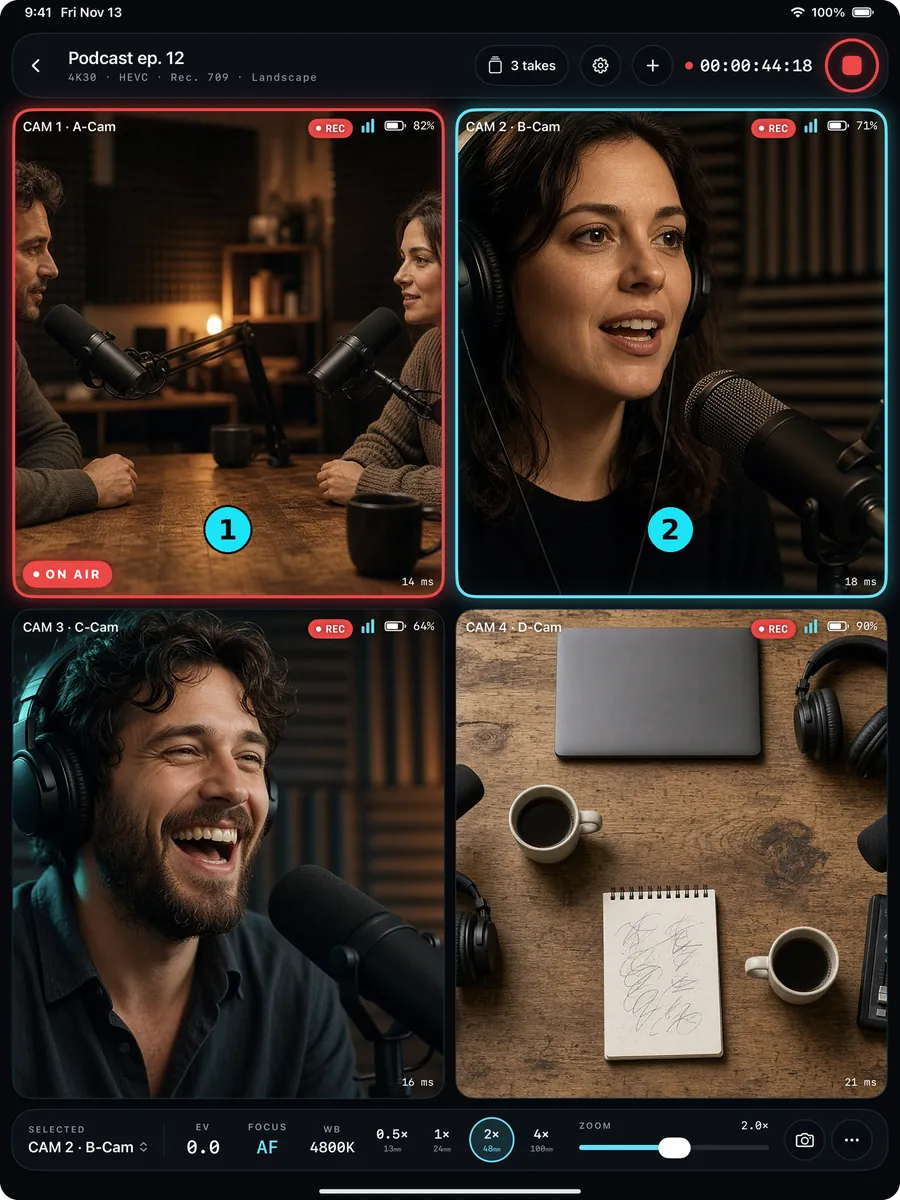 9:41 Fri Nov 13
100%
Podcast ep. 12
4K30 · HEVC · Rec. 709 · Landscape
3 takes
00:00:44:18
CAM 1 · A-Cam
REC
82%
1
ON AIR
14 ms
CAM 2 · B-Cam
REC
71%
2
18 ms
CAM 3 · C-Cam
REC
64%
16 ms
CAM 4 · D-Cam
REC
90%
21 ms
SELECTED
CAM 2 · B-Cam
EV
0.0
FOCUS
AF
WB
4800K
0.5×
13mm
1×
24mm
2×
48mm
4×
100mm
ZOOM
2.0×